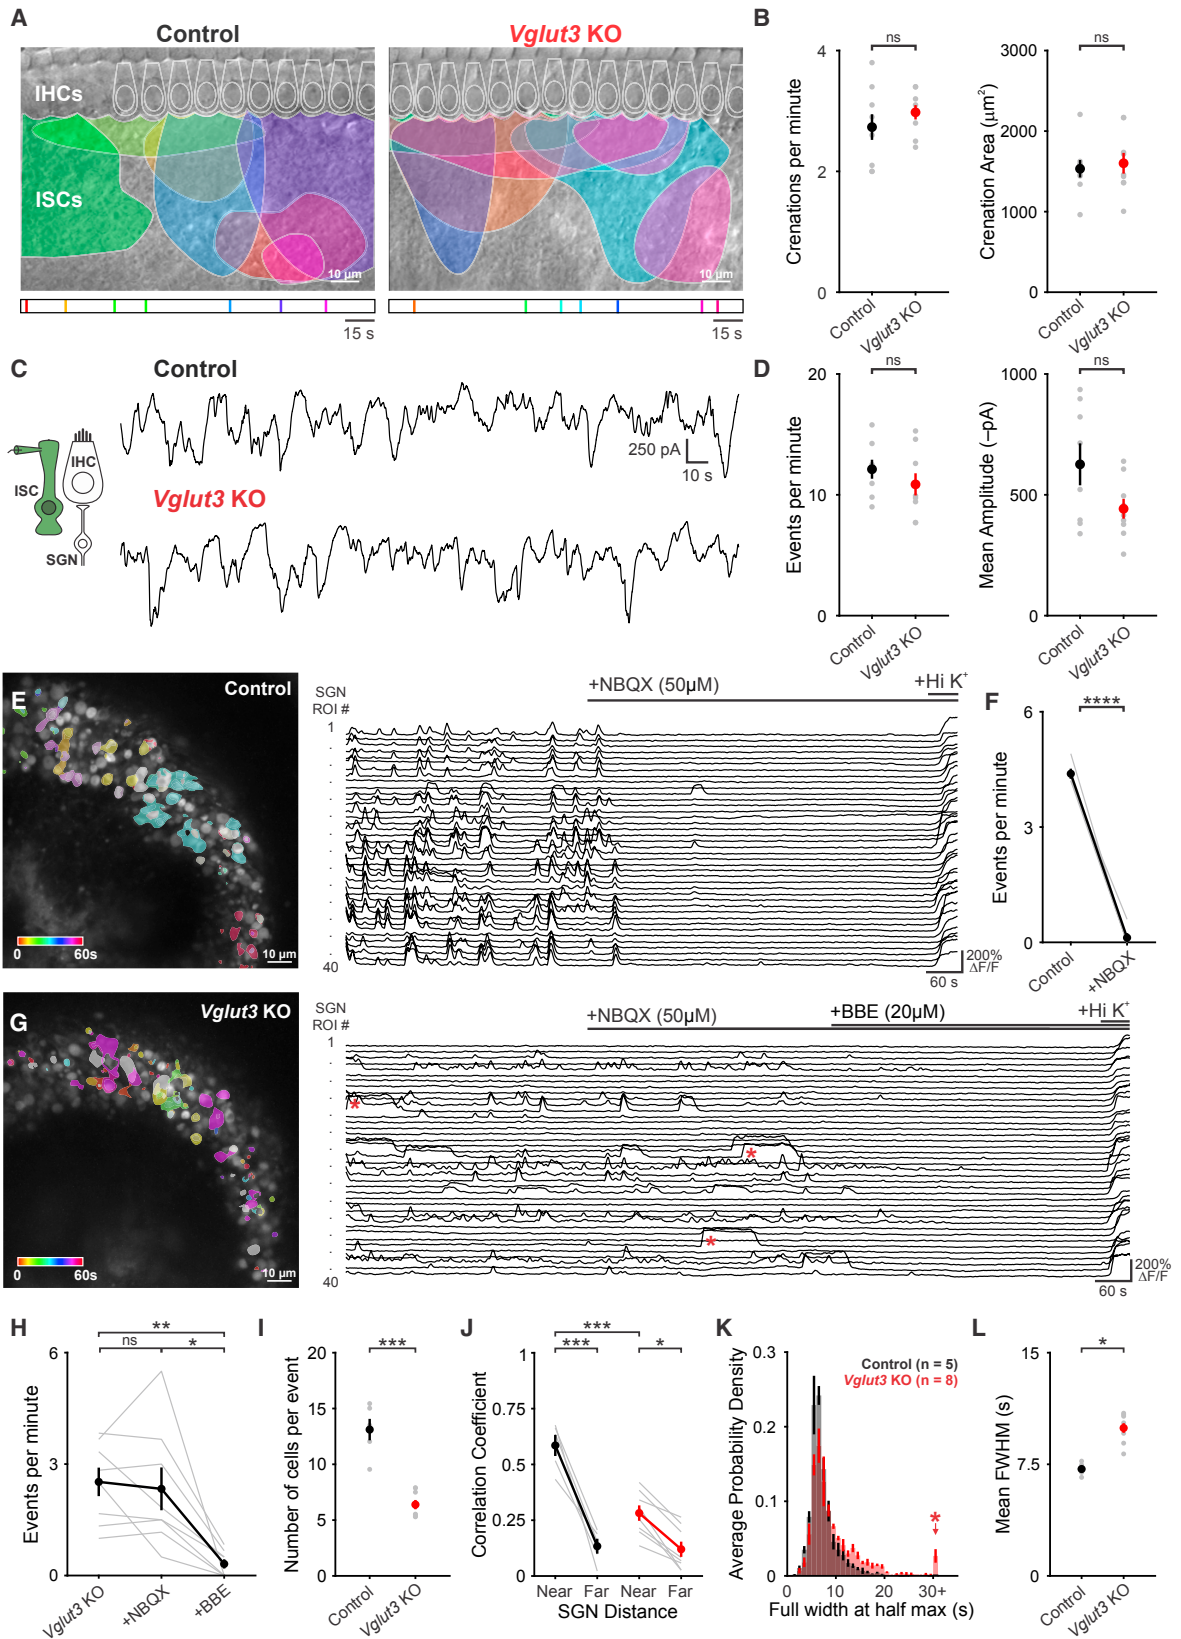 A
Control
Vglut3 KO
IHCs
ISCs
10 µm
10 µm
15 s
15 s
B
ns
Crenations per minute
4
2
0
Control
Vglut3 KO
ns
Crenation Area (µm²)
3000
2000
1000
0
Control
Vglut3 KO
C
Control
250 pA
10 s
Vglut3 KO
IHC
ISC
SGN
D
ns
Events per minute
20
10
0
Control
Vglut3 KO
ns
Mean Amplitude (–pA)
1000
500
0
Control
Vglut3 KO
E
Control
0
60s
10 µm
SGN
ROI #
1
40
+NBQX (50µM)
+Hi K⁺
200%
ΔF/F
60 s
F
****
Events per minute
6
3
0
Control
+NBQX
G
Vglut3 KO
0
60s
10 µm
SGN
ROI #
1
40
+NBQX (50µM)
+BBE (20µM)
+Hi K⁺
*
*
*
200%
ΔF/F
60 s
H
**
ns
*
Events per minute
6
3
0
Vglut3 KO
+NBQX
+BBE
I
***
Number of cells per event
20
15
10
5
0
Control
Vglut3 KO
J
***
***
*
Correlation Coefficient
1
0.75
0.5
0.25
0
Near
Far
Near
Far
SGN Distance
K
Control (n = 5)
Vglut3 KO (n = 8)
Average Probability Density
0.3
0.2
0.1
0
*
0
10
20
30+
Full width at half max (s)
L
*
Mean FWHM (s)
15
7.5
0
Control
Vglut3 KO